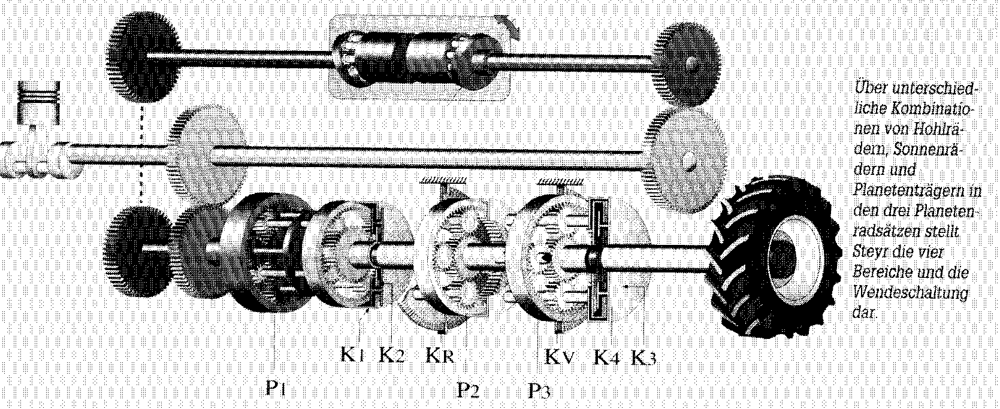 Über unterschied-
liche Kombinatio-
nen von Hohlrä-
dern, Sonnenrä-
dern und
Planetenträgern in
den drei Planeten-
radsätzen stellt
Steyr die vier
Bereiche und die
Wendeschaltung
dar.
K1 K2 KR KV K4 K3
P1 P2 P3